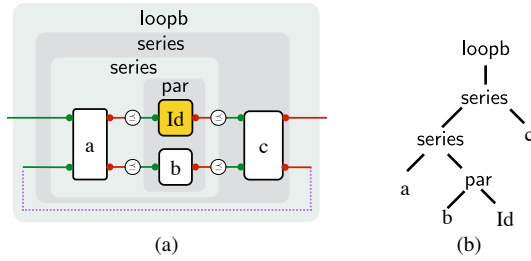 loopb
series
series
par
Id
a
b
c
⪯
⪯
⪯
⪯
(a)
loopb
series
series
c
a
par
b
Id
(b)